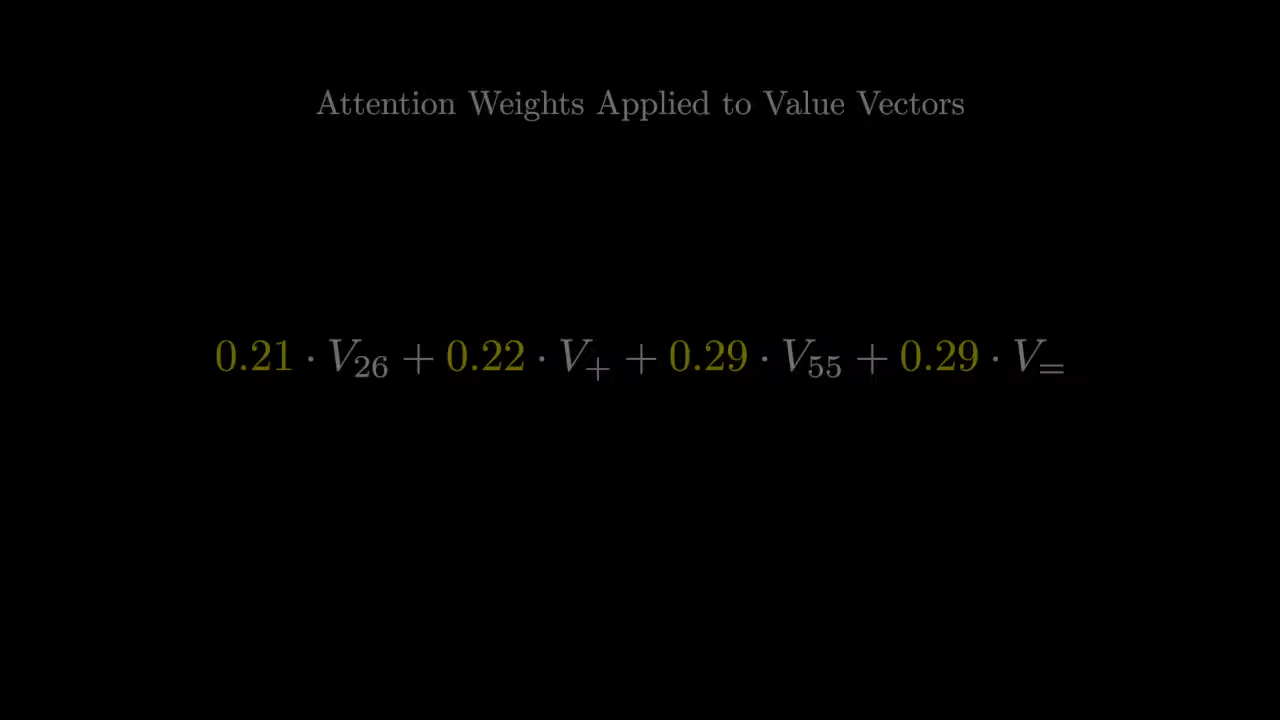 Attention Weights Applied to Value Vectors
0.21 · V₂₆ + 0.22 · V₊ + 0.29 · V₅₅ + 0.29 · V₌